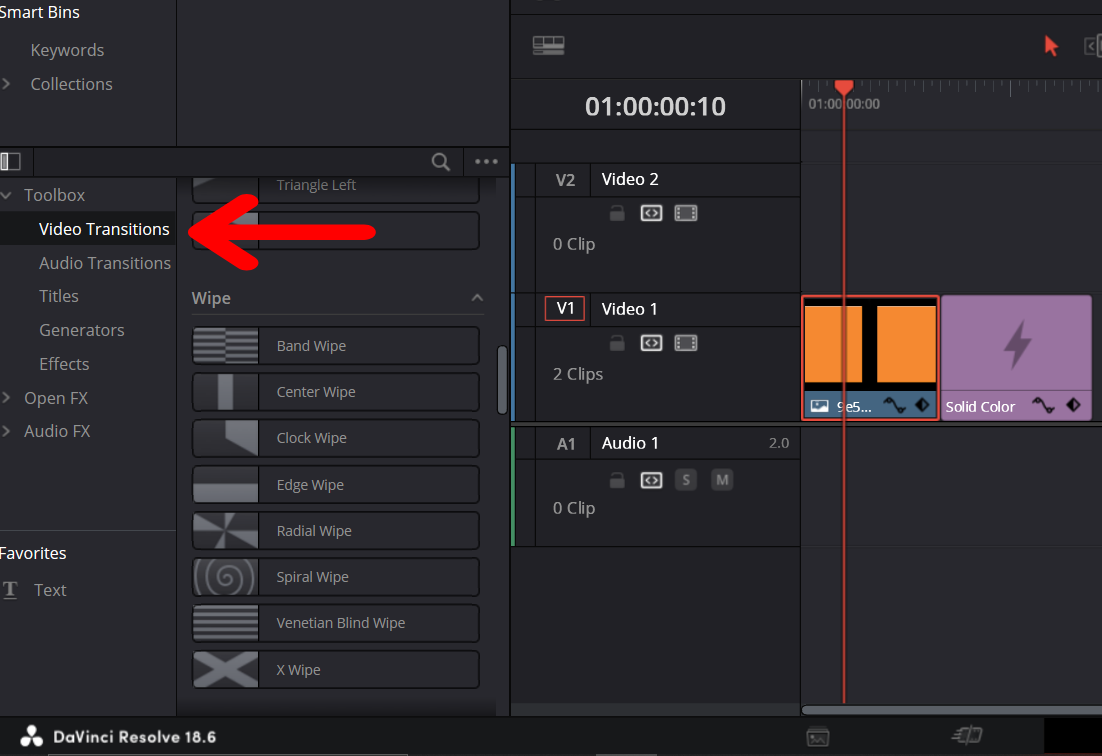 Smart Bins
Keywords
Collections
Toolbox
Video Transitions
Audio Transitions
Titles
Generators
Effects
Open FX
Audio FX
Favorites
T Text
Triangle Left
Wipe
Band Wipe
Center Wipe
Clock Wipe
Edge Wipe
Radial Wipe
Spiral Wipe
Venetian Blind Wipe
X Wipe
01:00:00:10
01:00:00:00
V2 Video 2
0 Clip
V1 Video 1
2 Clips
9e5...
Solid Color
A1 Audio 1 2.0
S M
0 Clip
DaVinci Resolve 18.6